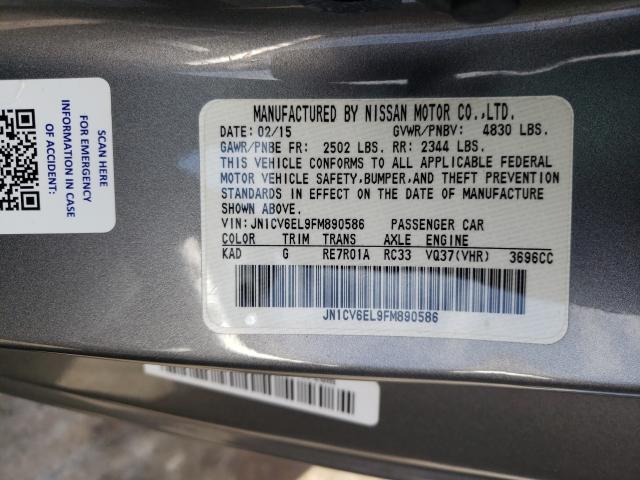 SCAN HERE
FOR EMERGENCY
INFORMATION IN CASE
OF ACCIDENT:
MANUFACTURED BY NISSAN MOTOR CO.,LTD.
DATE: 02/15 GVWR/PNBV: 4830 LBS.
GAWR/PNBE FR: 2502 LBS. RR: 2344 LBS.
THIS VEHICLE CONFORMS TO ALL APPLICABLE FEDERAL
MOTOR VEHICLE SAFETY,BUMPER,AND THEFT PREVENTION
STANDARDS IN EFFECT ON THE DATE OF MANUFACTURE
SHOWN ABOVE.
VIN: JN1CV6EL9FM890586 PASSENGER CAR
COLOR TRIM TRANS AXLE ENGINE
KAD G RE7R01A RC33 VQ37(VHR) 3696CC
JN1CV6EL9FM890586